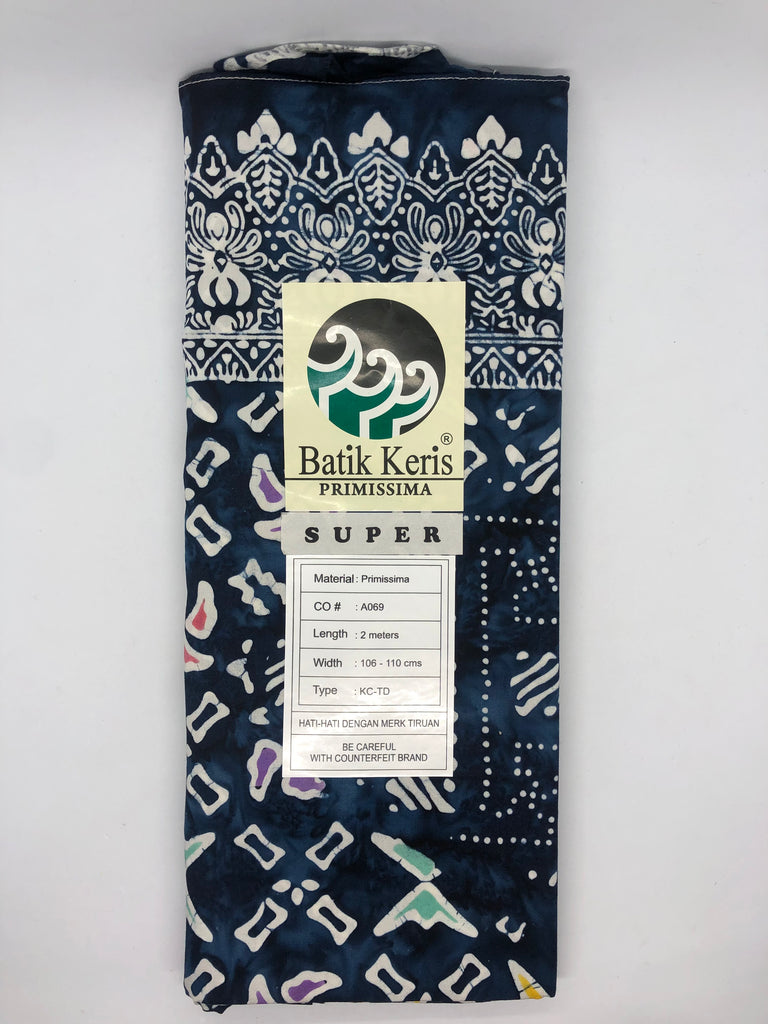 ®
Batik Keris
PRIMISSIMA
SUPER
Material : Primissima
CO # : A069
Length : 2 meters
Width : 106 - 110 cms
Type : KC-TD
HATI-HATI DENGAN MERK TIRUAN
BE CAREFUL
WITH COUNTERFEIT BRAND